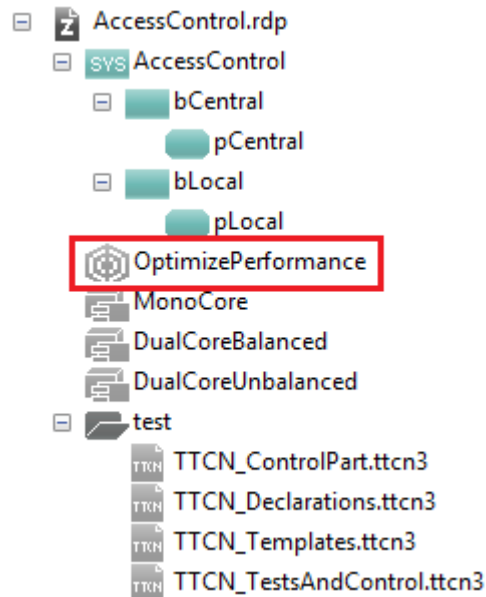 AccessControl.rdp
SYS AccessControl
bCentral
pCentral
bLocal
pLocal
OptimizePerformance
MonoCore
DualCoreBalanced
DualCoreUnbalanced
test
TTCN TTCN_ControlPart.ttcn3
TTCN TTCN_Declarations.ttcn3
TTCN TTCN_Templates.ttcn3
TTCN TTCN_TestsAndControl.ttcn3